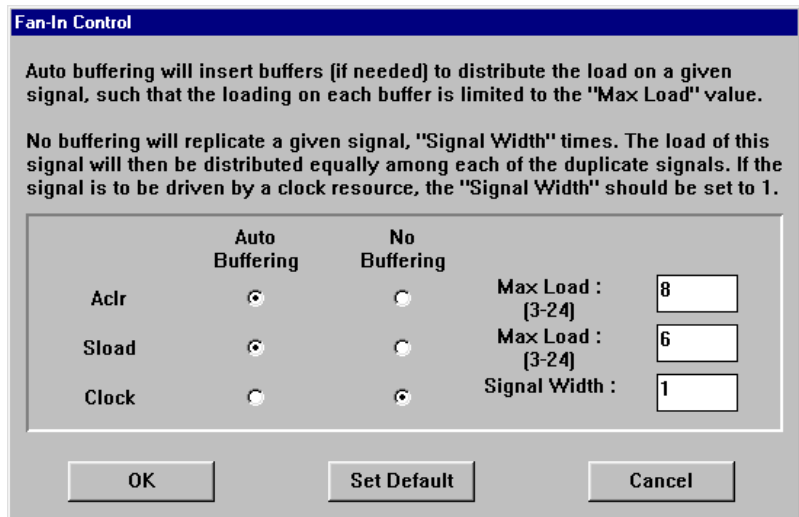 Fan-In Control
Auto buffering will insert buffers (if needed) to distribute the load on a given
signal, such that the loading on each buffer is limited to the "Max Load" value.
No buffering will replicate a given signal, "Signal Width" times. The load of this
signal will then be distributed equally among each of the duplicate signals. If the
signal is to be driven by a clock resource, the "Signal Width" should be set to 1.
Auto
Buffering
No
Buffering
Aclr
Max Load :
(3-24)
8
Sload
Max Load :
(3-24)
6
Clock
Signal Width :
1
OK
Set Default
Cancel